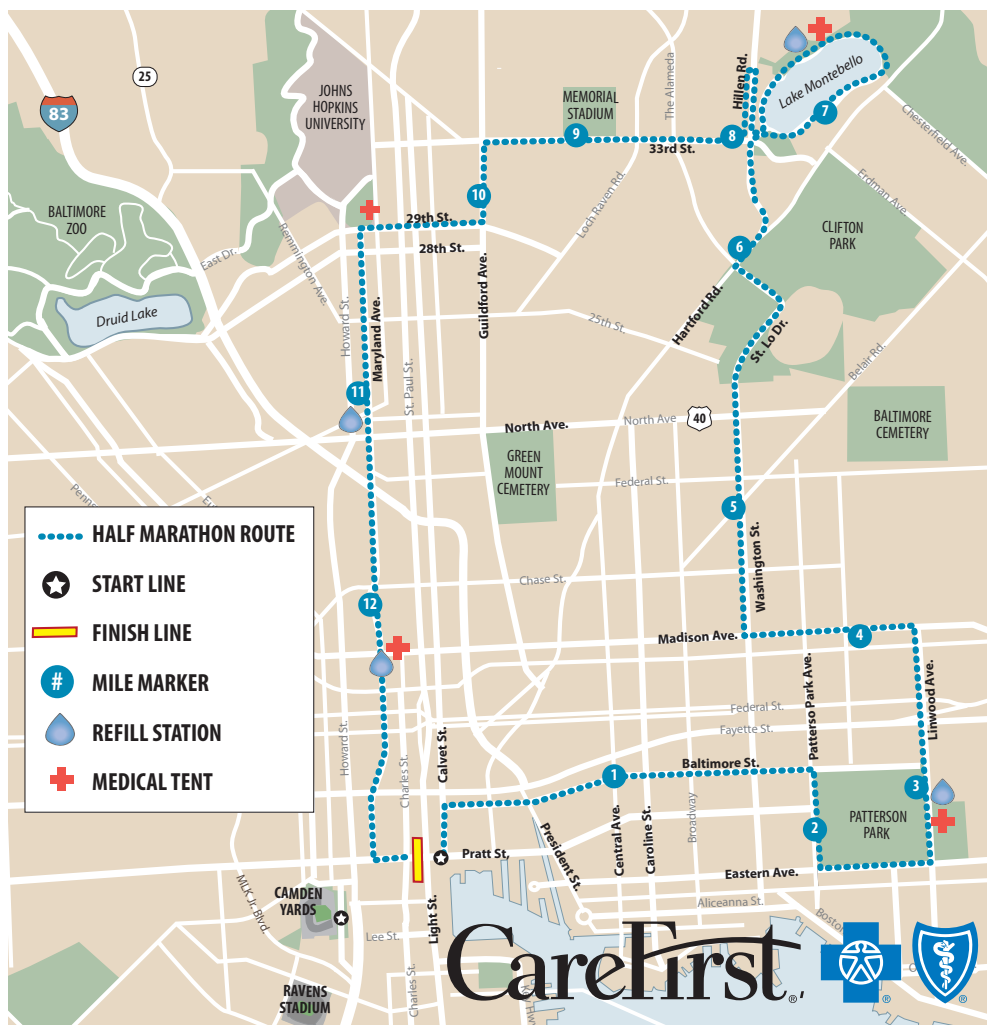 25
83
JOHNS
HOPKINS
UNIVERSITY
MEMORIAL
STADIUM
The Alameda
Hillen Rd.
Lake Montebello
7
8
9
33rd St.
Chesterfield Ave.
Erdman Ave.
10
Loch Raven Rd.
BALTIMORE
ZOO
East Dr.
Remmington Ave.
29th St.
28th St.
6
CLIFTON
PARK
Druid Lake
Howard St.
Maryland Ave.
St. Paul St.
Guildford Ave.
25th St.
Hartford Rd.
St. Lo Dr.
Belair Rd.
11
North Ave.
North Ave
40
BALTIMORE
CEMETERY
GREEN
MOUNT
CEMETERY
Federal St.
5
Washington St.
HALF MARATHON ROUTE
START LINE
FINISH LINE
#
MILE MARKER
REFILL STATION
MEDICAL TENT
Chase St.
12
Madison Ave.
4
Patterso Park Ave.
Linwood Ave.
Federal St.
Fayette St.
Howard St.
Charles St.
Calvet St.
Baltimore St.
1
3
2
PATTERSON
PARK
Central Ave.
Caroline St.
Broadway
President St.
Pratt St,
Eastern Ave.
Aliceanna St.
MLK Jr. Blvd.
CAMDEN
YARDS
Lee St.
Light St.
Charles St.
RAVENS
STADIUM
CareFirst®,
®
®